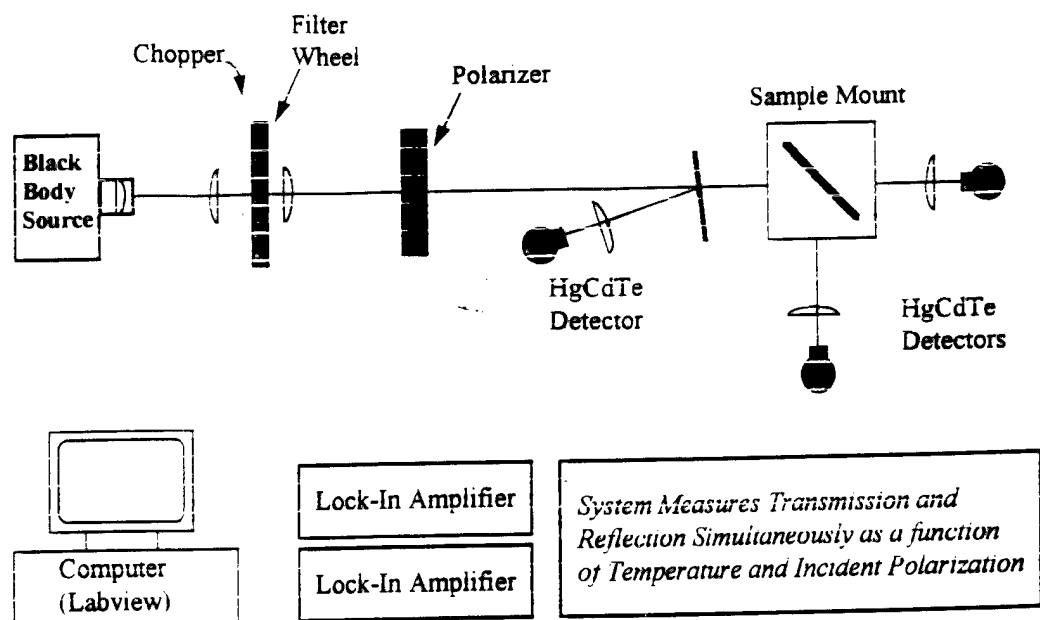 Filter
Wheel
Chopper
Polarizer
Sample Mount
Black
Body
Source
HgCdTe
Detector
HgCdTe
Detectors
Computer
(Labview)
Lock-In Amplifier
Lock-In Amplifier
System Measures Transmission and
Reflection Simultaneously as a function
of Temperature and Incident Polarization